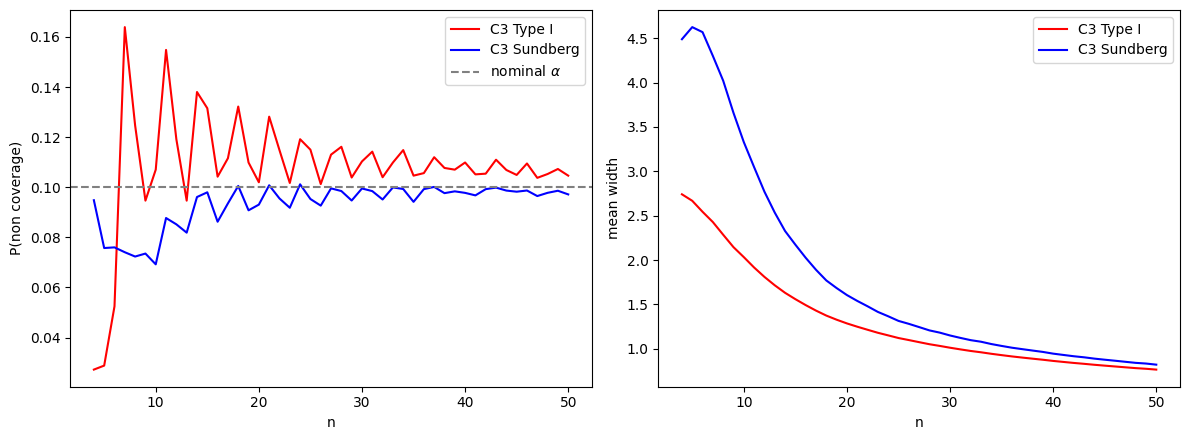 P(non coverage)
0.16
0.14
0.12
0.10
0.08
0.06
0.04
10
20
30
40
50
n
C3 Type I
C3 Sundberg
nominal α
mean width
4.5
4.0
3.5
3.0
2.5
2.0
1.5
1.0
10
20
30
40
50
n
C3 Type I
C3 Sundberg